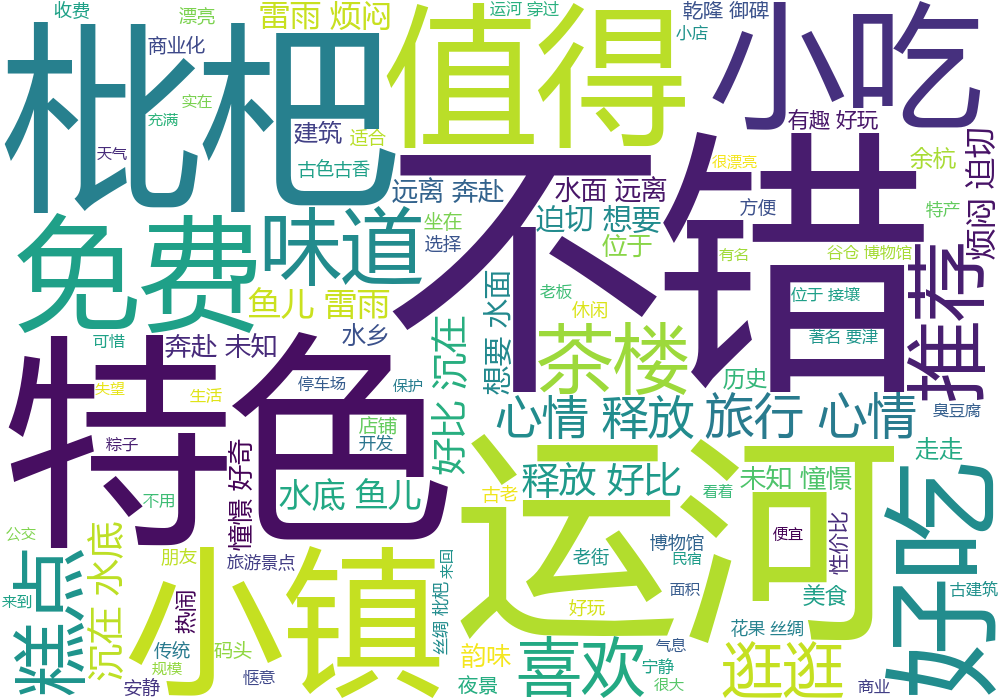 收费
漂亮
雷雨 烦闷
运河 穿过
乾隆 御碑
小店
商业化
枇杷
值得
小吃
实在
充满
建筑
适合
有趣 好玩
天气
古色古香
不错
很漂亮
余杭
迫切
远离 奔赴
水面 远离
方便
特产
免费
味道
坐在
选择
迫切 想要
位于
烦闷
有名
谷仓 博物馆
推荐
鱼儿 雷雨
老板
休闲
位于 接壤
想要 水面
水乡
茶楼
著名 要津
可惜
奔赴 未知
好比 沉在
历史
特色
失望
生活
停车场
保护
心情 释放
旅行 心情
臭豆腐
粽子
店铺
开发
运河
走走
憧憬 好奇
水底 鱼儿
释放 好比
未知 憧憬
好吃
不用
古老
看着
公交
沉在 水底
朋友
旅游景点
来回
老街
博物馆
民宿
便宜
性价比
糕点
小镇
面积
古建筑
来到
热闹
丝绸 枇杷
好玩
美食
花果 丝绸
传统
码头
韵味
喜欢
气息
逛逛
规模
安静
惬意
夜景
宁静
很大
商业